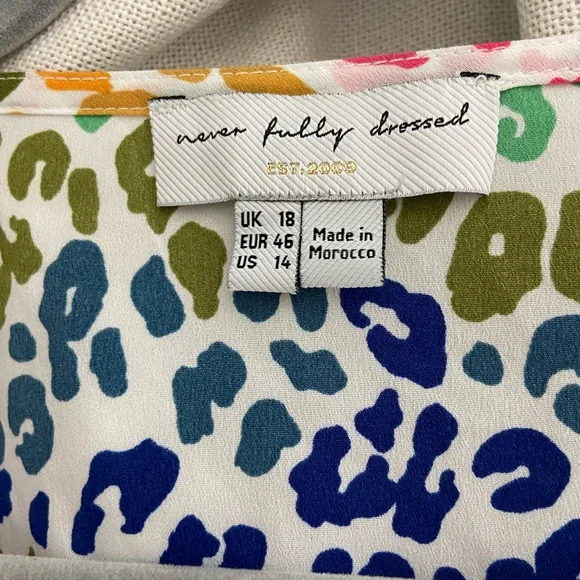 never fully dressed
EST. 2009
UK 18
EUR 46
US 14
Made in
Morocco